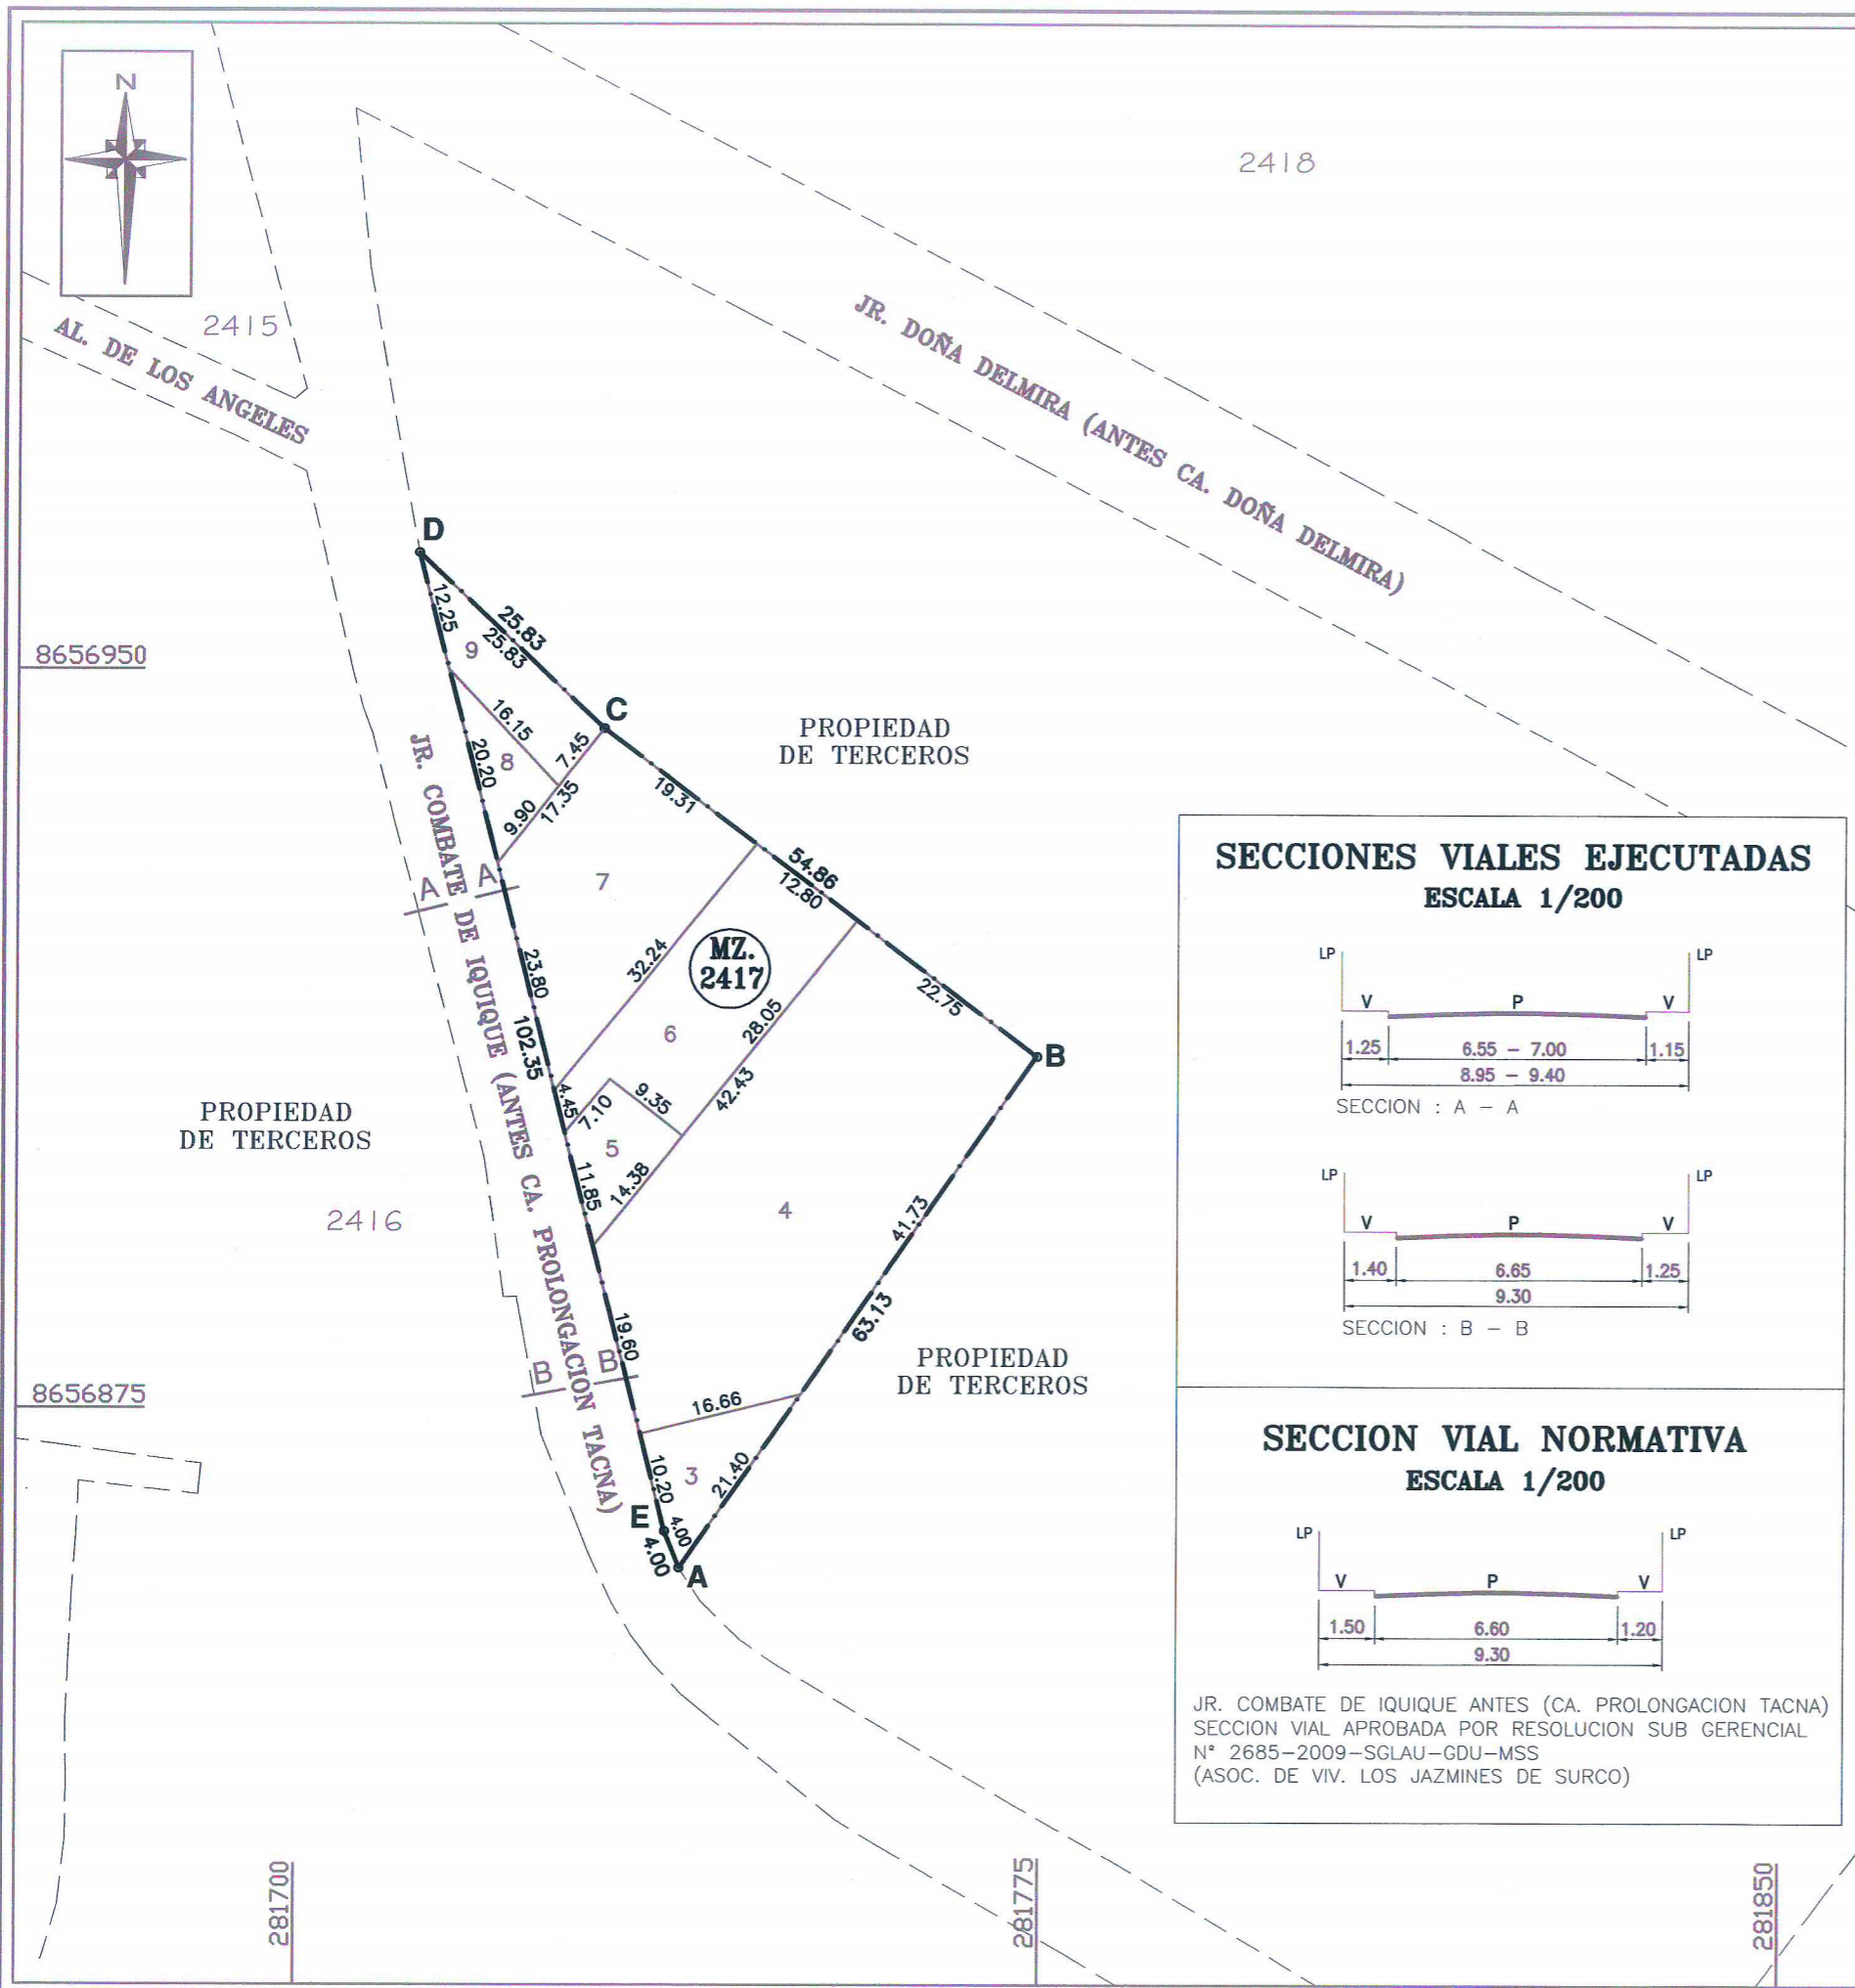 N
2418
2415
AL. DE LOS ANGELES
JR. DOÑA DELMIRA (ANTES CA. DOÑA DELMIRA)
D
12.25
25.83
25.83
9
8656950
C
16.15
7.45
20.20
8
9.90
17.35
PROPIEDAD
DE TERCEROS
19.31
JR. COMBATE DE IQUIQUE (ANTES CA. PROLONGACION TACNA)
A
A
7
54.86
12.80
32.24
MZ.
2417
23.80
22.75
102.35
28.05
6
B
4.45
7.10
9.35
42.43
PROPIEDAD
DE TERCEROS
5
11.85
14.38
4
41.73
2416
63.13
19.60
B
B
PROPIEDAD
DE TERCEROS
8656875
16.66
10.20
3
21.40
E
4.00
4.00
A
281700
281775
281850
SECCIONES VIALES EJECUTADAS
ESCALA 1/200
LP
LP
V
P
V
1.25
6.55 - 7.00
1.15
8.95 - 9.40
SECCION : A - A
LP
LP
V
P
V
1.40
6.65
1.25
9.30
SECCION : B - B
SECCION VIAL NORMATIVA
ESCALA 1/200
LP
LP
V
P
V
1.50
6.60
1.20
9.30
JR. COMBATE DE IQUIQUE ANTES (CA. PROLONGACION TACNA)
SECCION VIAL APROBADA POR RESOLUCION SUB GERENCIAL
N° 2685-2009-SGLAU-GDU-MSS
(ASOC. DE VIV. LOS JAZMINES DE SURCO)